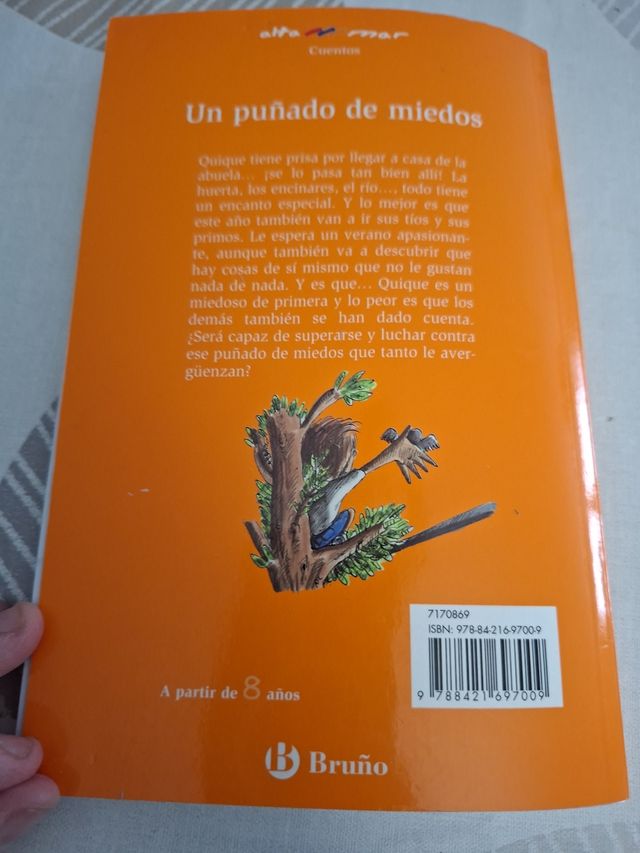 alta mar
Cuentos
Un puñado de miedos
Quique tiene prisa por llegar a casa de la
abuela... ¡se lo pasa tan bien allí! La
huerta, los encinares, el río..., todo tiene
un encanto especial. Y lo mejor es que
este año también van a ir sus tíos y sus
primos. Le espera un verano apasionan-
te, aunque también va a descubrir que
hay cosas de sí mismo que no le gustan
nada de nada. Y es que... Quique es un
miedoso de primera y lo peor es que los
demás también se han dado cuenta.
¿Será capaz de superarse y luchar contra
ese puñado de miedos que tanto le aver-
güenzan?
7170869
ISBN: 978-84-216-9700-9
9 788421 697009
A partir de 8 años
B Bruño